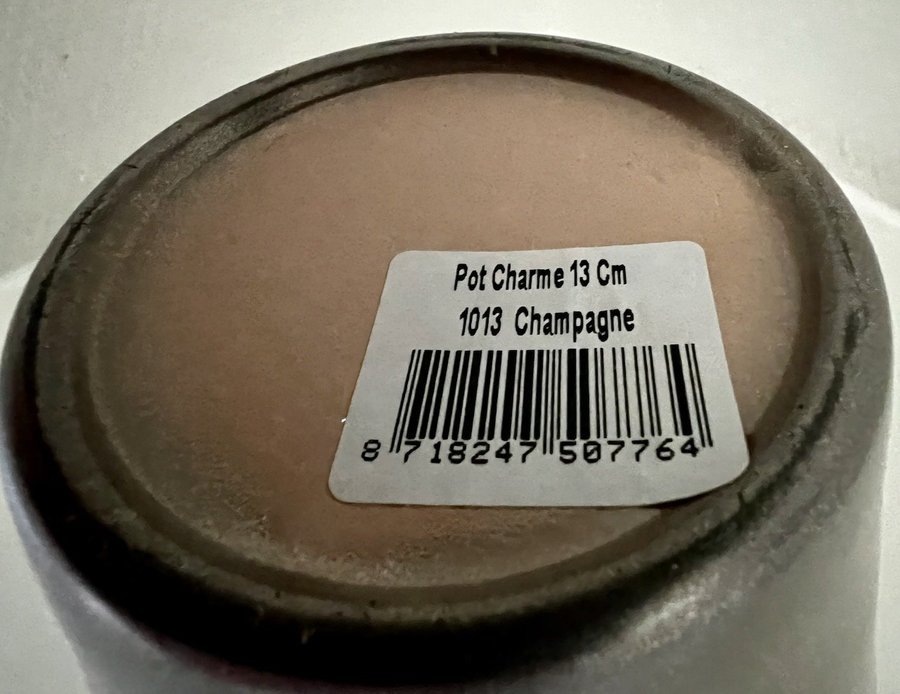 Pot Charme 13 Cm
1013 Champagne
8 718247 507764